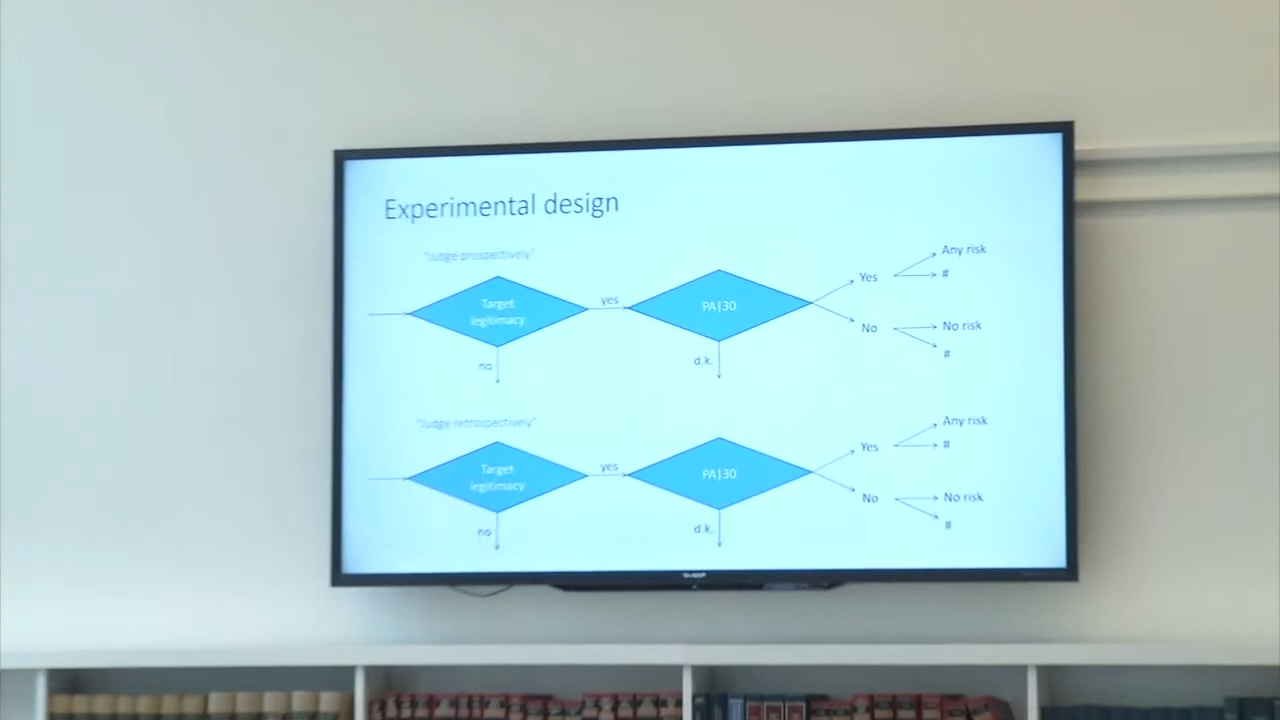 Experimental design
"Judge prospectively"
Target
legitimacy
yes
PA|30
Yes
Any risk
#
No
No risk
#
no
d.k.
"Judge retrospectively"
Target
legitimacy
yes
PA|30
Yes
Any risk
#
No
No risk
#
no
d.k.